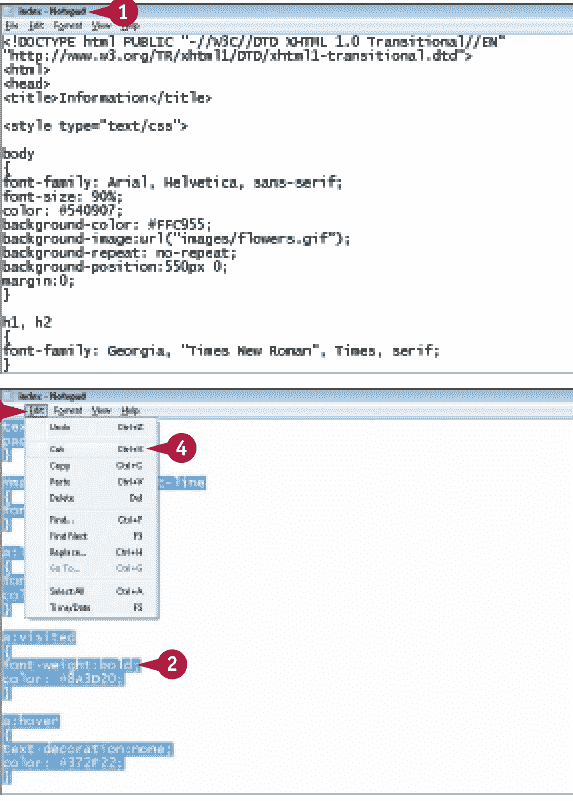 index - Notepad
1
File Edit Format View Help
<!DOCTYPE html PUBLIC "-//W3C//DTD XHTML 1.0 Transitional//EN"
"http://www.w3.org/TR/xhtml1/DTD/xhtml1-transitional.dtd">
<html>
<head>
<title>Information</title>
<style type="text/css">
body
{
font-family: Arial, Helvetica, sans-serif;
font-size: 90%;
color: #540907;
background-color: #FFC955;
background-image:url("images/flowers.gif");
background-repeat: no-repeat;
background-position:550px 0;
margin:0;
}
h1, h2
{
font-family: Georgia, "Times New Roman", Times, serif;
}
index - Notepad
Edit Format View Help
Undo Ctrl+Z
Cut Ctrl+X
4
Copy Ctrl+C
Paste Ctrl+V
Delete Del
Find... Ctrl+F
Find Next F3
Replace... Ctrl+H
Go To... Ctrl+G
Select All Ctrl+A
Time/Date F5
tex
pad
}
t-line
{
fon
}
a:
{
fon
col
}
a:visited
{
font-weight:bold;
2
color: #8A3D20;
}
a:hover
{
text-decoration:none;
color: #372F22;
}